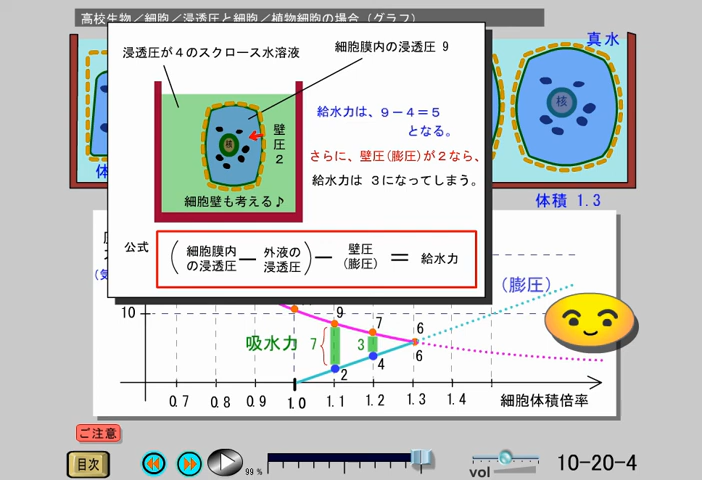 高校生物／細胞／浸透圧と細胞／植物細胞の場合（グラフ）
浸透圧が４のスクロース水溶液
細胞膜内の浸透圧 9
真水
核
壁圧２
核
給水力は、９－４＝５
となる。
さらに、壁圧(膨圧)が２なら、
給水力は ３になってしまう。
細胞壁も考える♪
体積 1.3
公式
(細胞膜内の浸透圧 － 外液の浸透圧) － 壁圧(膨圧) ＝ 給水力
（膨圧）
10
9
7
6
吸水力 7
3
6
4
2
0.7 0.8 0.9 1.0 1.1 1.2 1.3 1.4 細胞体積倍率
ご注意
目次
99 %
vol
10-20-4